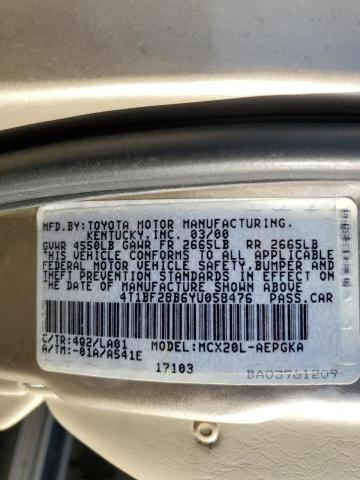 MFD.BY:TOYOTA MOTOR MANUFACTURING.
KENTUCKY,INC. 03/00
GVWR 4550LB GAWR FR 2665LB RR 2665LB
THIS VEHICLE CONFORMS TO ALL APPLICABLE
FEDERAL MOTOR VEHICLE SAFETY,BUMPER AND
THEFT PREVENTION STANDARDS IN EFFECT ON
THE DATE OF MANUFACTURE SHOWN ABOVE.
4T1BF28B6YU058476 PASS.CAR
C/TR:4Q2/LA01 MODEL:MCX20L-AEPGKA
A/TM:-01A/A541E
17103
BA03961209